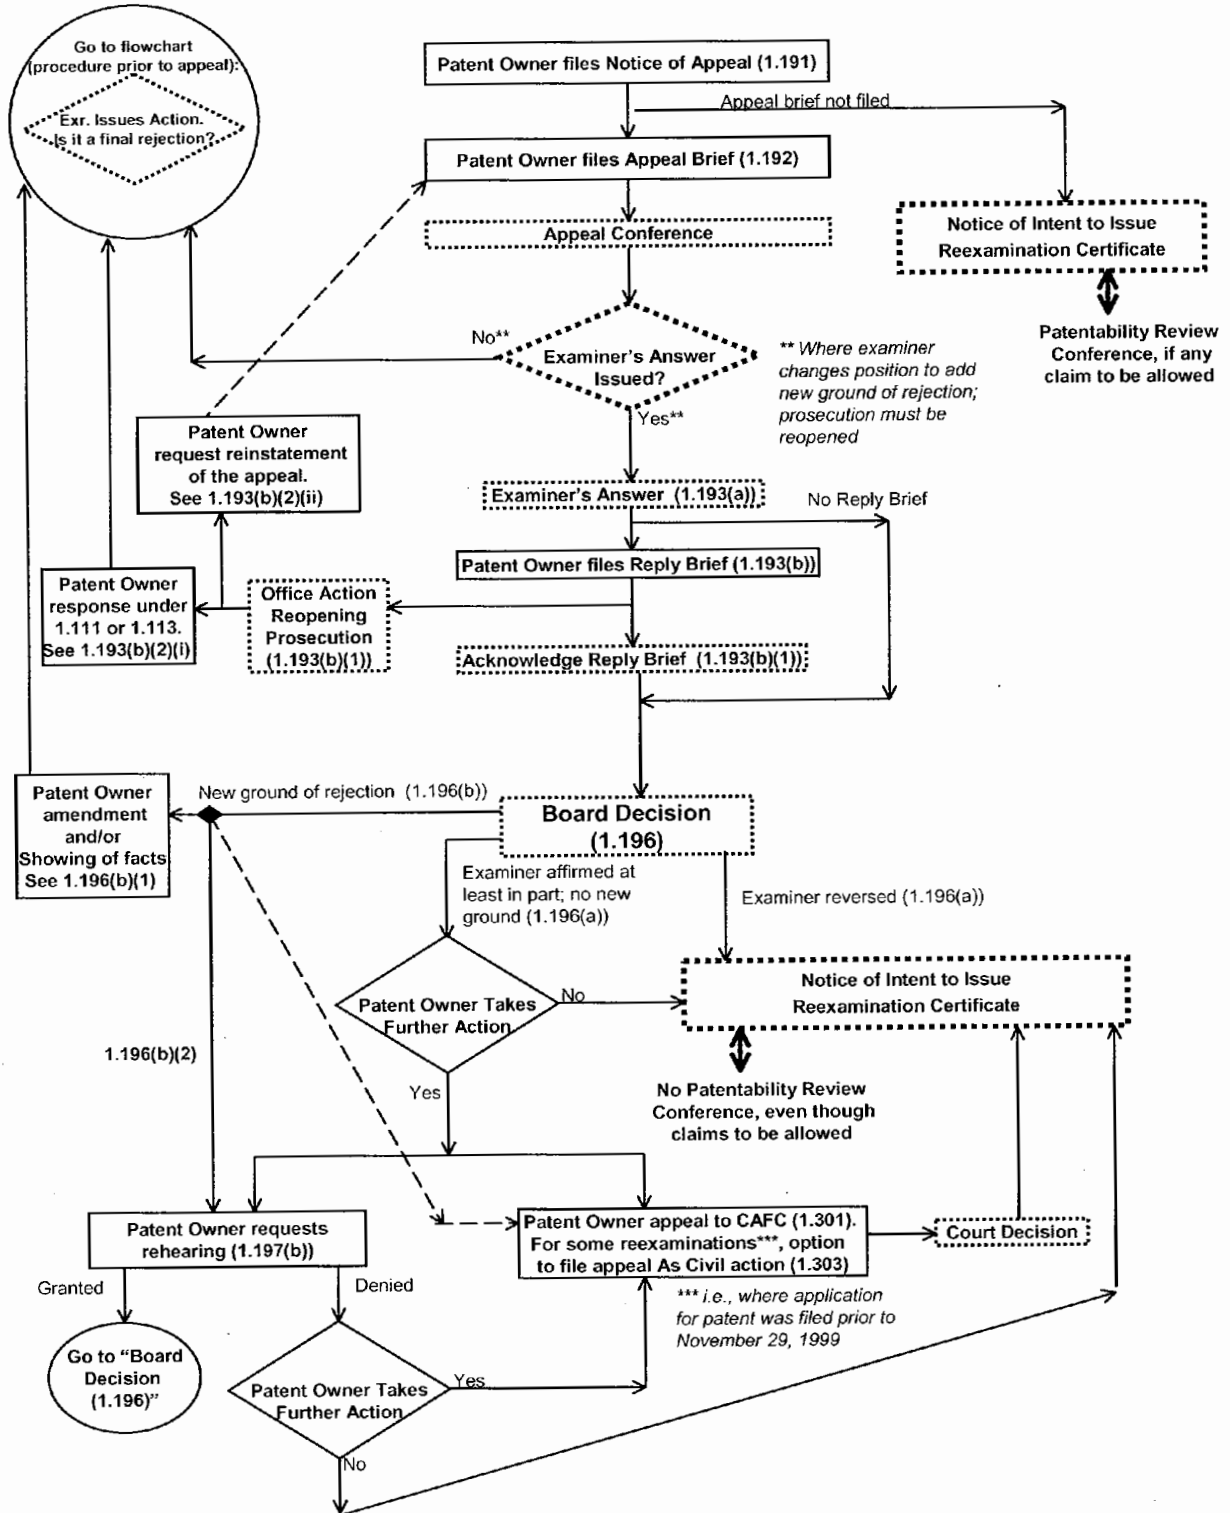 Go to flowchart
(procedure prior to appeal):
Exr. Issues Action.
Is it a final rejection?
Patent Owner files Notice of Appeal (1.191)
Appeal brief not filed
Patent Owner files Appeal Brief (1.192)
Appeal Conference
Notice of Intent to Issue
Reexamination Certificate
Patentability Review
Conference, if any
claim to be allowed
No**
Examiner's Answer
Issued?
** Where examiner
changes position to add
new ground of rejection;
prosecution must be
reopened
Yes**
Patent Owner
request reinstatement
of the appeal.
See 1.193(b)(2)(ii)
Examiner's Answer (1.193(a))
No Reply Brief
Patent Owner files Reply Brief (1.193(b))
Patent Owner
response under
1.111 or 1.113.
See 1.193(b)(2)(i)
Office Action
Reopening
Prosecution
(1.193(b)(1))
Acknowledge Reply Brief (1.193(b)(1))
Patent Owner
amendment
and/or
Showing of facts
See 1.196(b)(1)
New ground of rejection (1.196(b))
Board Decision
(1.196)
Examiner affirmed at
least in part; no new
ground (1.196(a))
Examiner reversed (1.196(a))
Patent Owner Takes
Further Action
No
Notice of Intent to Issue
Reexamination Certificate
1.196(b)(2)
Yes
No Patentability Review
Conference, even though
claims to be allowed
Patent Owner requests
rehearing (1.197(b))
Patent Owner appeal to CAFC (1.301).
For some reexaminations***, option
to file appeal As Civil action (1.303)
Court Decision
Granted
Denied
*** i.e., where application
for patent was filed prior to
November 29, 1999
Go to "Board
Decision
(1.196)"
Patent Owner Takes
Further Action
Yes
No